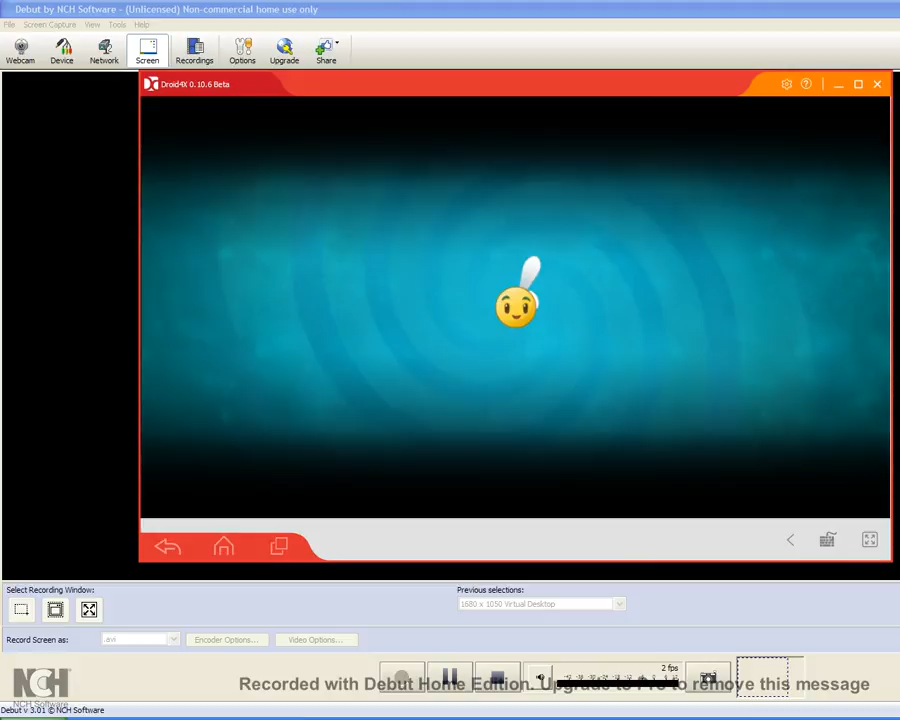 Debut by NCH Software - (Unlicensed) Non-commercial home use only
File Screen Capture View Tools Help
Webcam Device Network Screen Recordings Options Upgrade Share
Droid4X 0.10.6 Beta
Select Recording Window:
Previous selections:
1680 x 1050 Virtual Desktop
Record Screen as: .avi Encoder Options... Video Options...
2 fps
NCH
NCH Software
Recorded with Debut Home Edition. Upgrade to Pro to remove this message
Debut v 3.01 © NCH Software